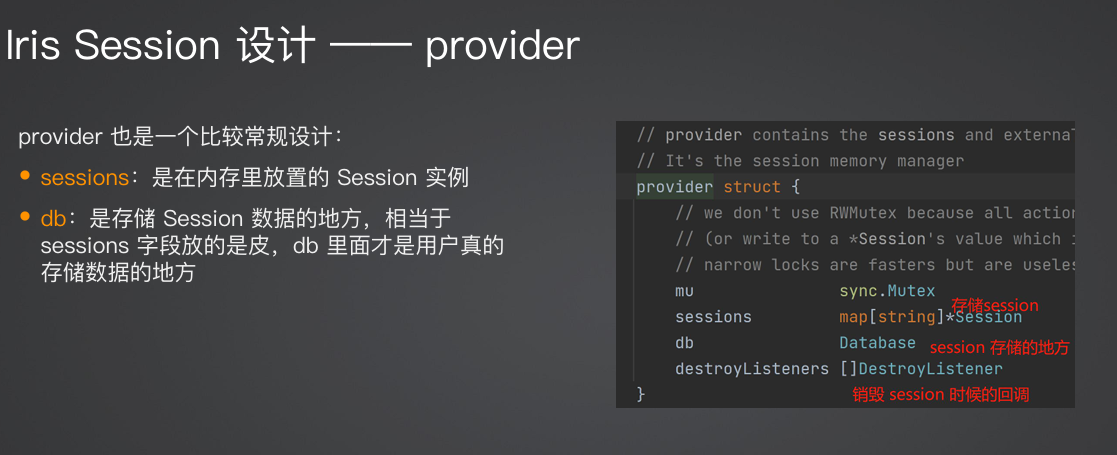 Iris Session 设计 —— provider
provider 也是一个比较常规设计：
sessions：是在内存里放置的 Session 实例
db：是存储 Session 数据的地方，相当于
sessions 字段放的是皮，db 里面才是用户真的
存储数据的地方
// provider contains the sessions and externa
// It's the session memory manager
provider struct {
// we don't use RWMutex because all action
// (or write to a *Session's value which i
// narrow locks are fasters but are useles
mu sync.Mutex
存储session
sessions map[string]*Session
db Database
session 存储的地方
destroyListeners []DestroyListener
}
销毁 session 时候的回调